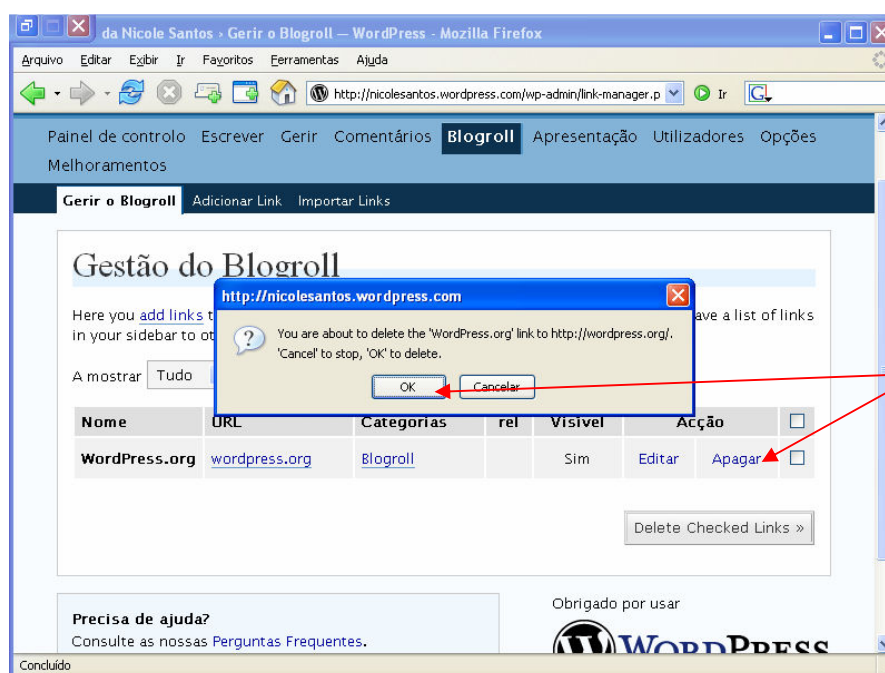 da Nicole Santos › Gerir o Blogroll — WordPress - Mozilla Firefox
Arquivo Editar Exibir Ir Favoritos Ferramentas Ajuda
http://nicolesantos.wordpress.com/wp-admin/link-manager.p Ir
Painel de controlo Escrever Gerir Comentários Blogroll Apresentação Utilizadores Opções
Melhoramentos
Gerir o Blogroll Adicionar Link Importar Links
Gestão do Blogroll
http://nicolesantos.wordpress.com
Here you add links t ave a list of links
in your sidebar to ot
You are about to delete the 'WordPress.org' link to http://wordpress.org/.
'Cancel' to stop, 'OK' to delete.
OK Cancelar
A mostrar Tudo
Nome URL Categorias rel Visível Acção
WordPress.org wordpress.org Blogroll Sim Editar Apagar
Delete Checked Links »
Precisa de ajuda?
Consulte as nossas Perguntas Frequentes.
Obrigado por usar
WORDPRESS
Concluído